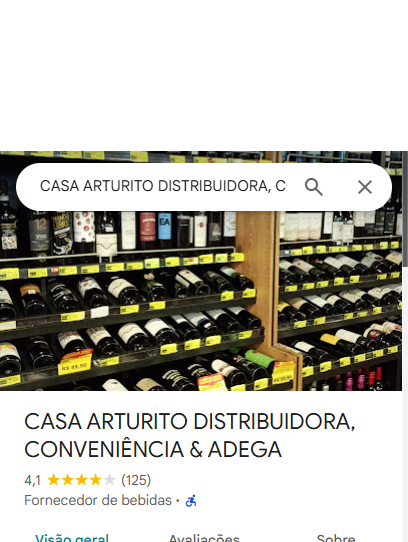 CASA ARTURITO DISTRIBUIDORA, C
R$ 49,90
CASA ARTURITO DISTRIBUIDORA,
CONVENIÊNCIA & ADEGA
4,1 (125)
Fornecedor de bebidas ·
Visão geral Avaliações Sobre